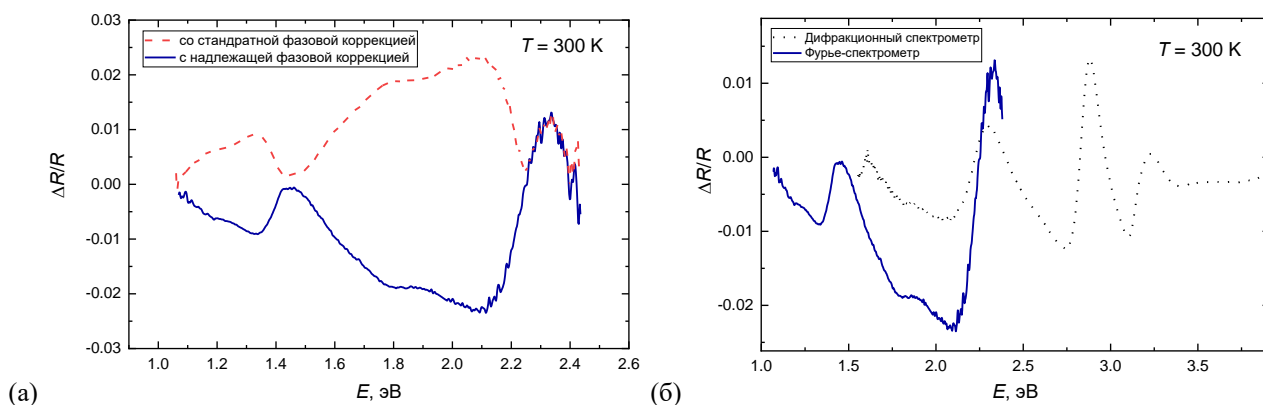 со стандратной фазовой коррекцией
с надлежащей фазовой коррекцией
T = 300 K
0.03
0.02
0.01
0.00
-0.01
-0.02
-0.03
ΔR/R
1.0 1.2 1.4 1.6 1.8 2.0 2.2 2.4 2.6
E, эВ
(а)
Дифракционный спектрометр
Фурье-спектрометр
T = 300 K
0.01
0.00
-0.01
-0.02
ΔR/R
1.0 1.5 2.0 2.5 3.0 3.5
E, эВ
(б)